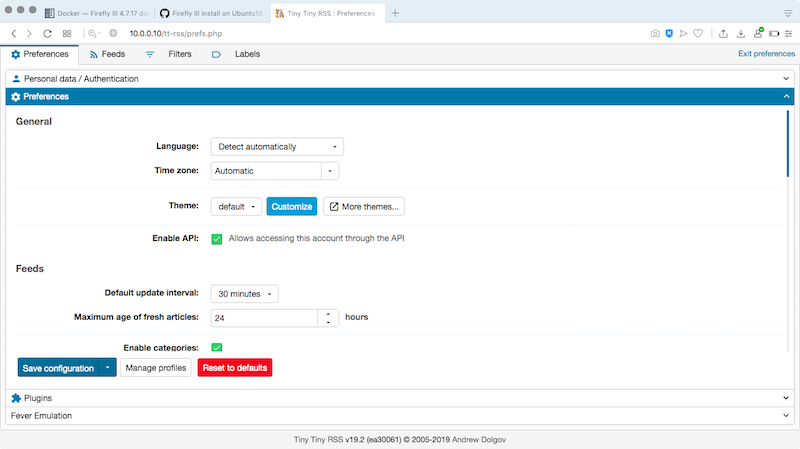 Docker — Firefly III 4.7.17 do
Firefly III install on Ubuntu18.
Tiny Tiny RSS : Preferences
10.0.0.10/tt-rss/prefs.php
Preferences
Feeds
Filters
Labels
Exit preferences
Personal data / Authentication
Preferences
General
Language: Detect automatically
Time zone: Automatic
Theme: default Customize More themes...
Enable API: Allows accessing this account through the API
Feeds
Default update interval: 30 minutes
Maximum age of fresh articles: 24 hours
Enable categories:
Save configuration Manage profiles Reset to defaults
Plugins
Fever Emulation
Tiny Tiny RSS v19.2 (ea30061) © 2005-2019 Andrew Dolgov